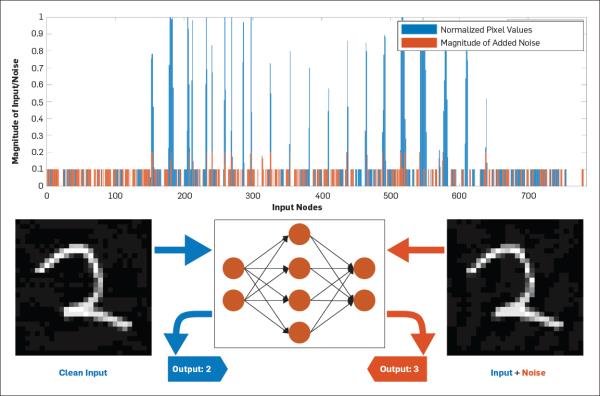 Normalized Pixel Values
Magnitude of Added Noise
Magnitude of Input/Noise
1
0.9
0.8
0.7
0.6
0.5
0.4
0.3
0.2
0.1
0
0 100 200 300 400 500 600 700
Input Nodes
Output: 2
Output: 3
Clean Input
Input + Noise